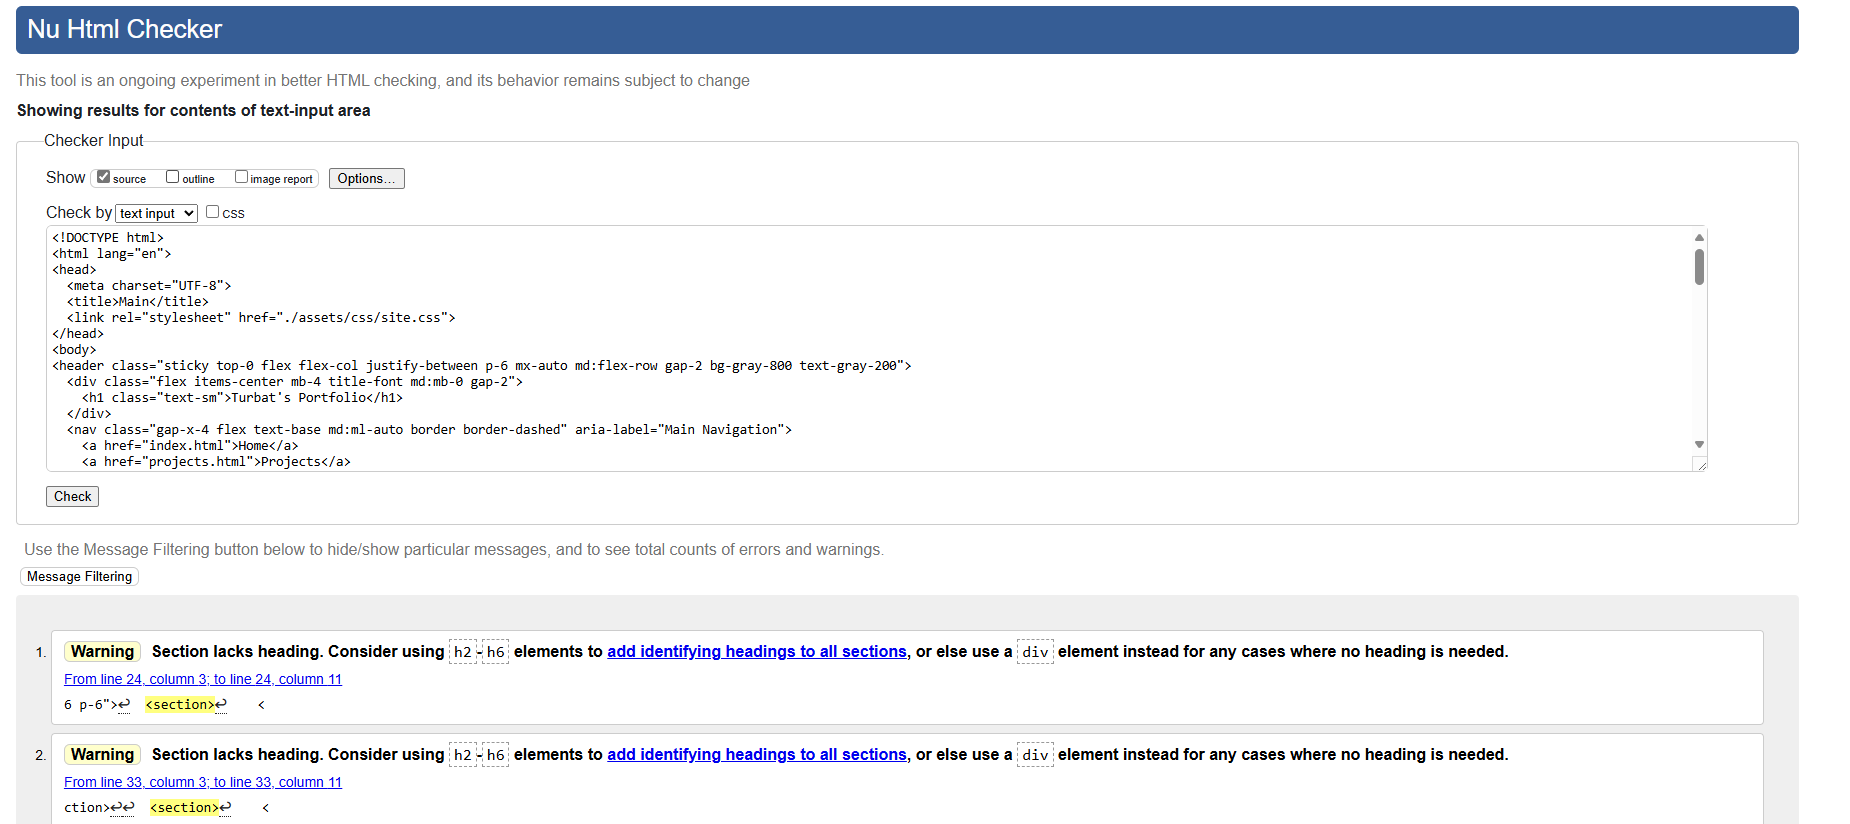 Nu Html Checker
This tool is an ongoing experiment in better HTML checking, and its behavior remains subject to change
Showing results for contents of text-input area
Checker Input
Show source outline image report Options...
Check by text input css
<!DOCTYPE html>
<html lang="en">
<head>
  <meta charset="UTF-8">
  <title>Main</title>
  <link rel="stylesheet" href="./assets/css/site.css">
</head>
<body>
<header class="sticky top-0 flex flex-col justify-between p-6 mx-auto md:flex-row gap-2 bg-gray-800 text-gray-200">
  <div class="flex items-center mb-4 title-font md:mb-0 gap-2">
    <h1 class="text-sm">Turbat's Portfolio</h1>
  </div>
  <nav class="gap-x-4 flex text-base md:ml-auto border border-dashed" aria-label="Main Navigation">
    <a href="index.html">Home</a>
    <a href="projects.html">Projects</a>
Check
Use the Message Filtering button below to hide/show particular messages, and to see total counts of errors and warnings.
Message Filtering
1. Warning Section lacks heading. Consider using h2-h6 elements to add identifying headings to all sections, or else use a div element instead for any cases where no heading is needed.
From line 24, column 3; to line 24, column 11
6 p-6">↩  <section>↩    <
2. Warning Section lacks heading. Consider using h2-h6 elements to add identifying headings to all sections, or else use a div element instead for any cases where no heading is needed.
From line 33, column 3; to line 33, column 11
ction>↩↩  <section>↩    <